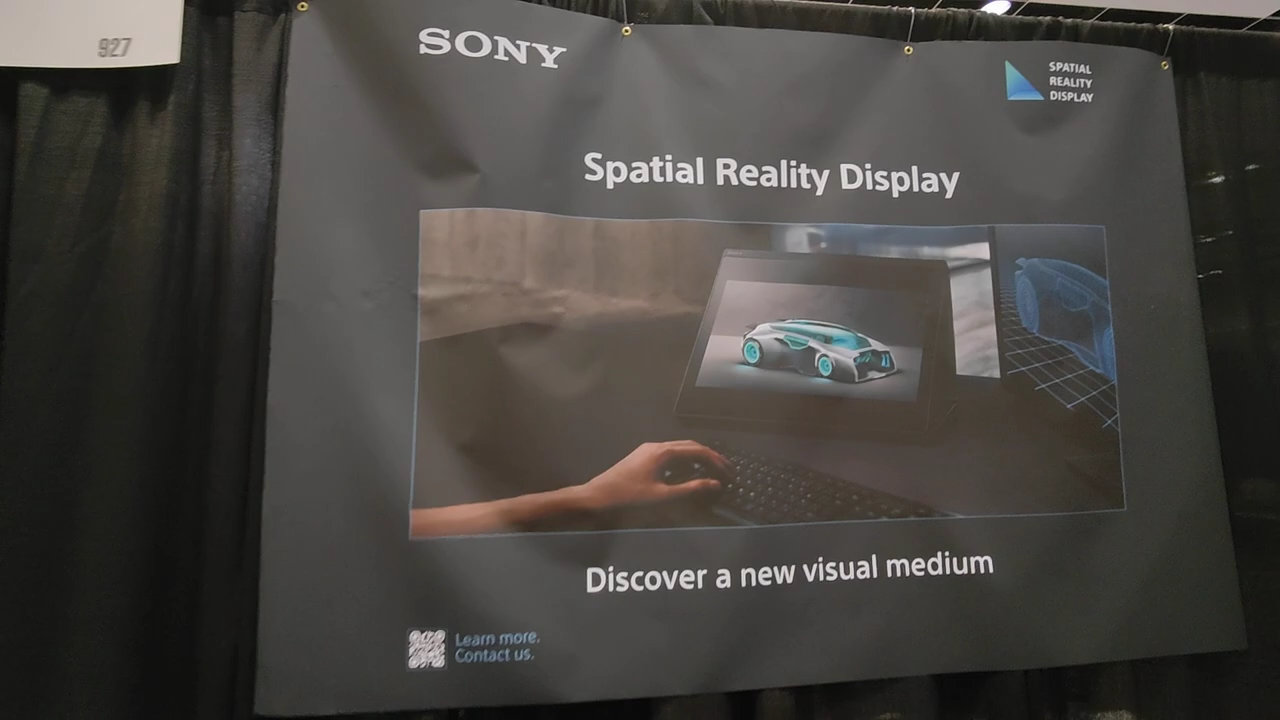 927
SONY
SPATIAL
REALITY
DISPLAY
Spatial Reality Display
Discover a new visual medium
Learn more.
Contact us.